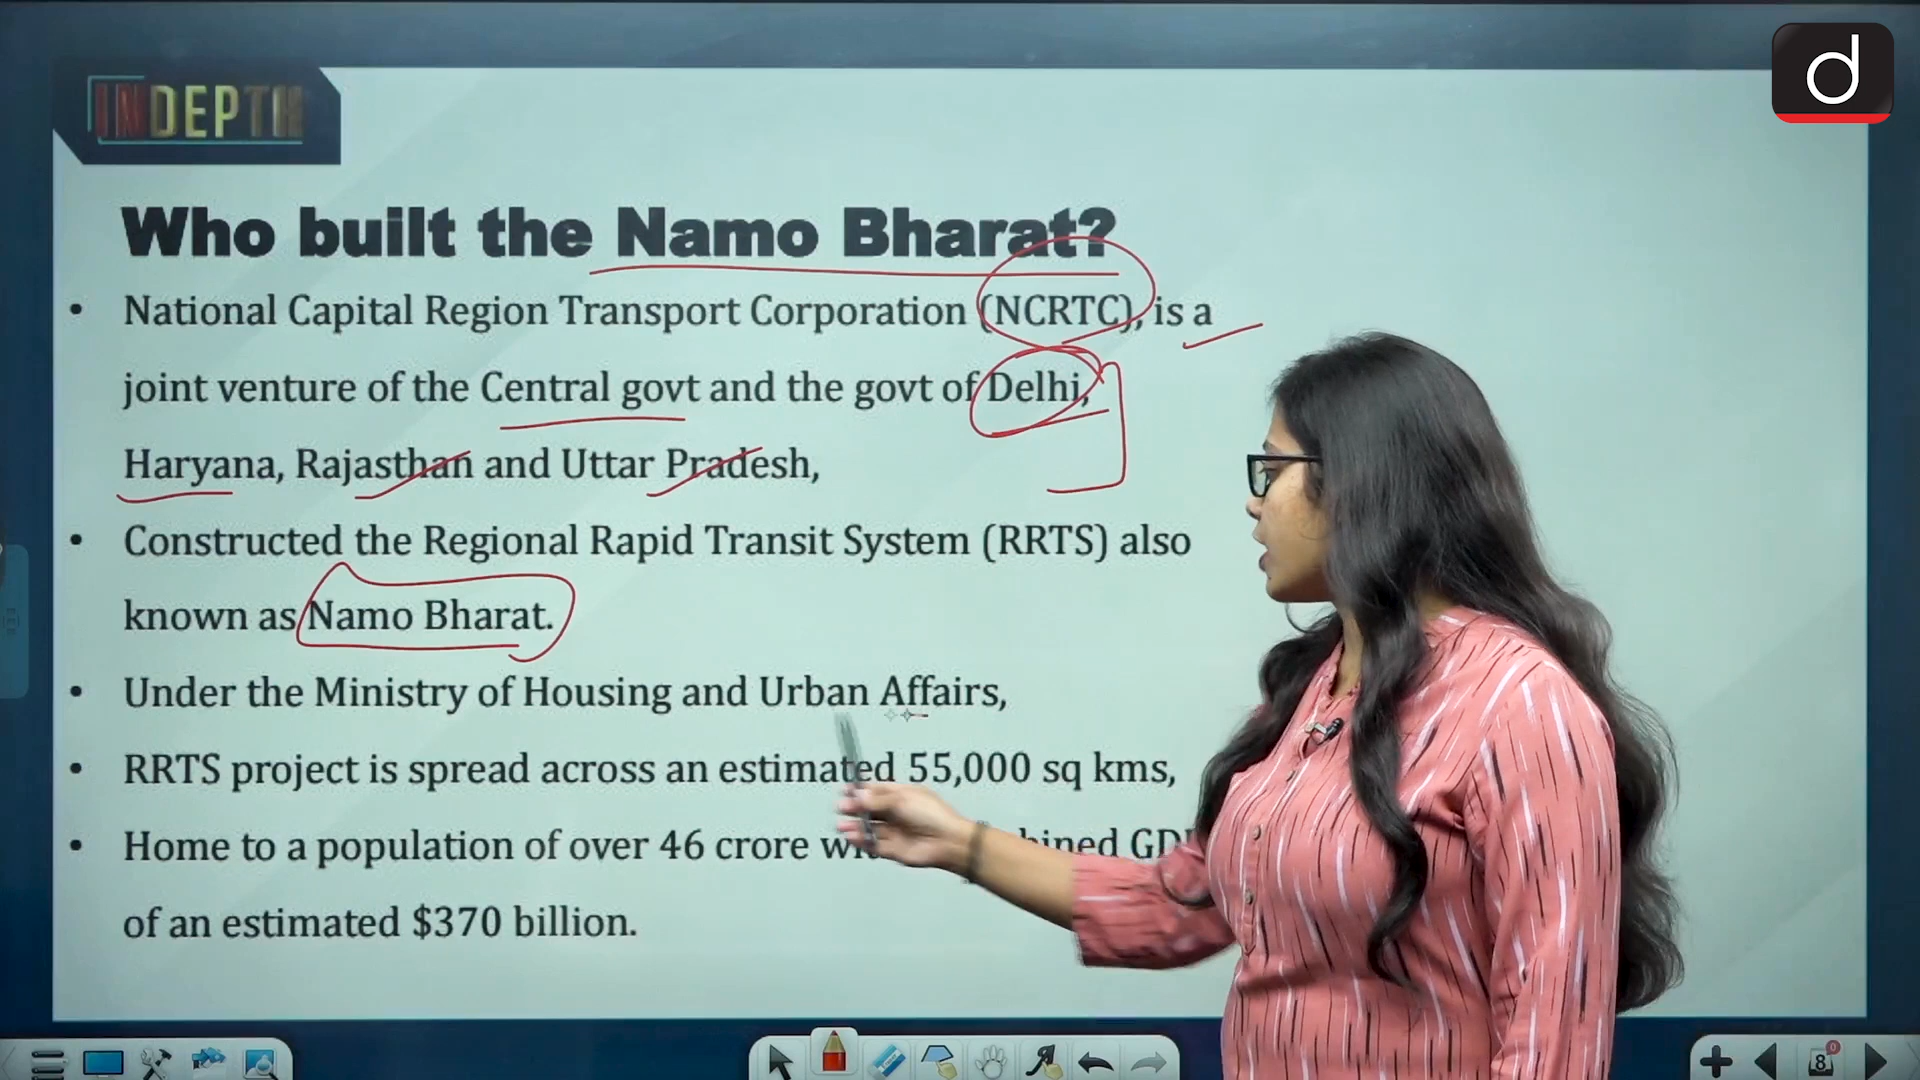 d
INDEPTH
Who built the Namo Bharat?
• National Capital Region Transport Corporation (NCRTC), is a
joint venture of the Central govt and the govt of Delhi,
Haryana, Rajasthan and Uttar Pradesh,
• Constructed the Regional Rapid Transit System (RRTS) also
known as Namo Bharat.
• Under the Ministry of Housing and Urban Affairs,
• RRTS project is spread across an estimated 55,000 sq kms,
• Home to a population of over 46 crore
of an estimated $370 billion.
8
0